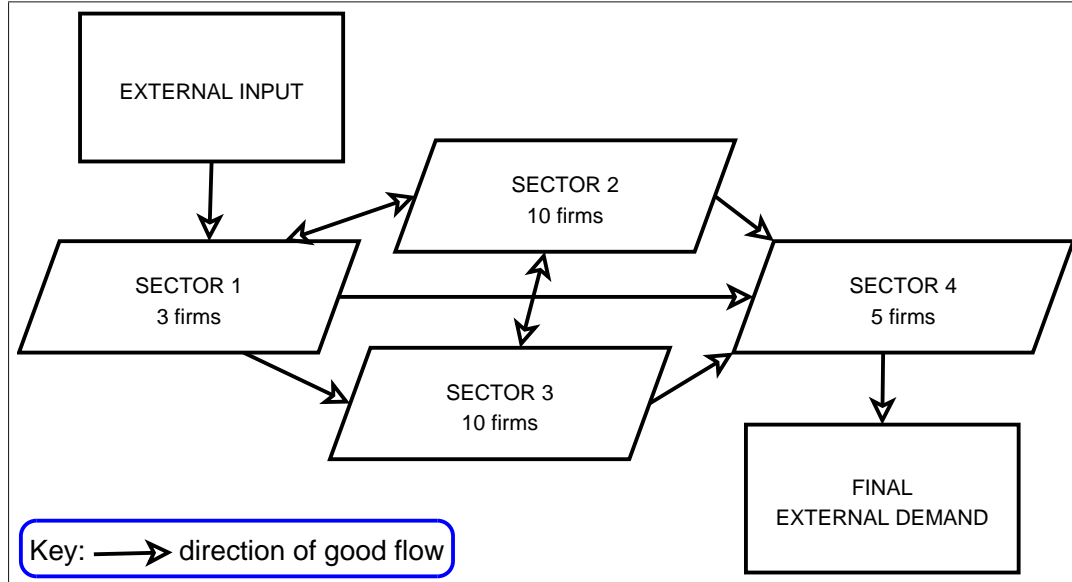 EXTERNAL INPUT
SECTOR 2
10 firms
SECTOR 1
3 firms
SECTOR 4
5 firms
SECTOR 3
10 firms
FINAL
EXTERNAL DEMAND
Key: direction of good flow